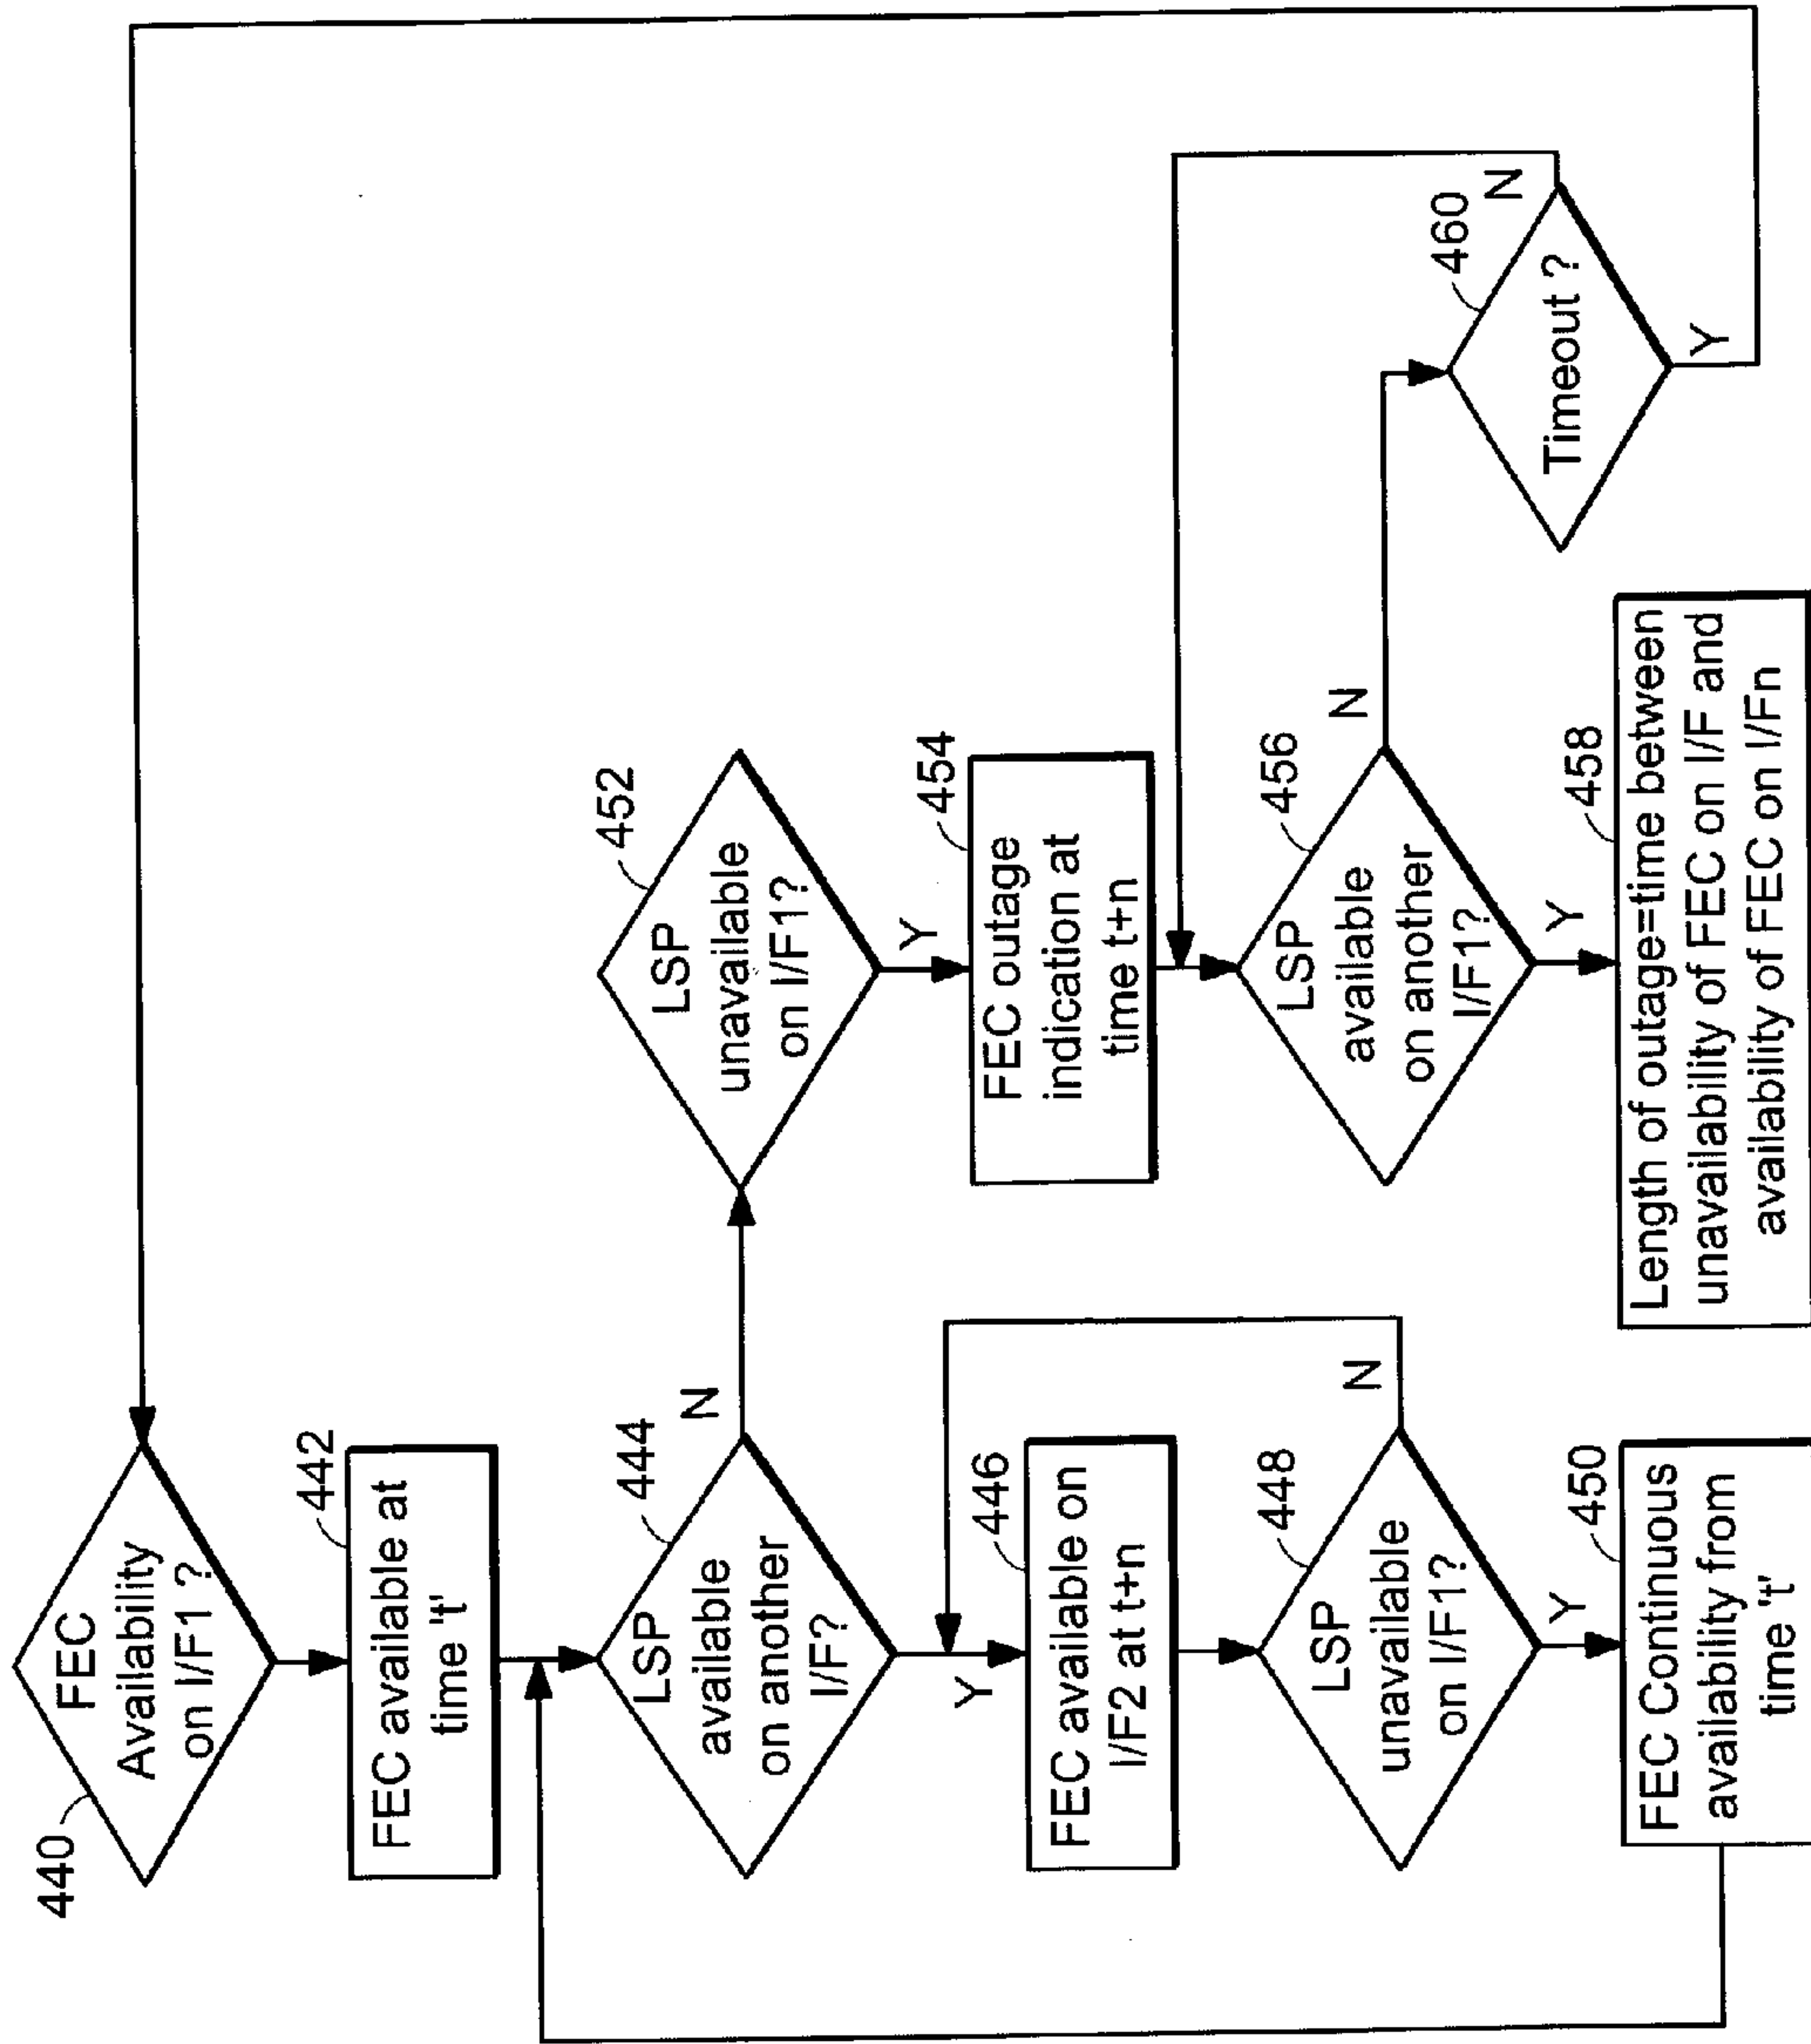 440
FEC
Availability
on I/F1 ?
442
FEC available at
time 't'
444
LSP
available
on another
I/F?
N
Y
446
FEC available on
I/F2 at t+n
448
LSP
unavailable
on I/F1?
N
Y
450
FEC Continuous
availability from
time 't'
452
LSP
unavailable
on I/F1?
Y
454
FEC outage
indication at
time t+n
456
LSP
available
on another
I/F1?
N
Y
458
Length of outage=time between
unavailability of FEC on I/F and
availability of FEC on I/Fn
460
Timeout ?
N
Y